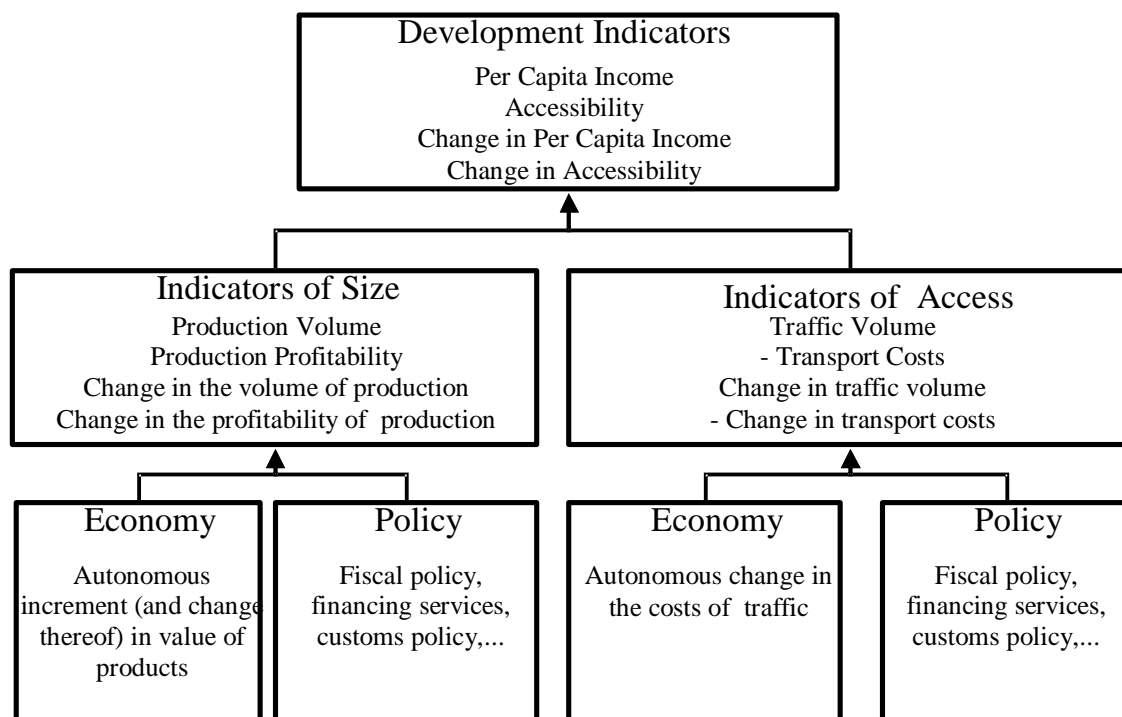 Development Indicators
Per Capita Income
Accessibility
Change in Per Capita Income
Change in Accessibility
Indicators of Size
Production Volume
Production Profitability
Change in the volume of production
Change in the profitability of production
Indicators of Access
Traffic Volume
- Transport Costs
Change in traffic volume
- Change in transport costs
Economy
Autonomous
increment (and change
thereof) in value of
products
Policy
Fiscal policy,
financing services,
customs policy,...
Economy
Autonomous change in
the costs of traffic
Policy
Fiscal policy,
financing services,
customs policy,...